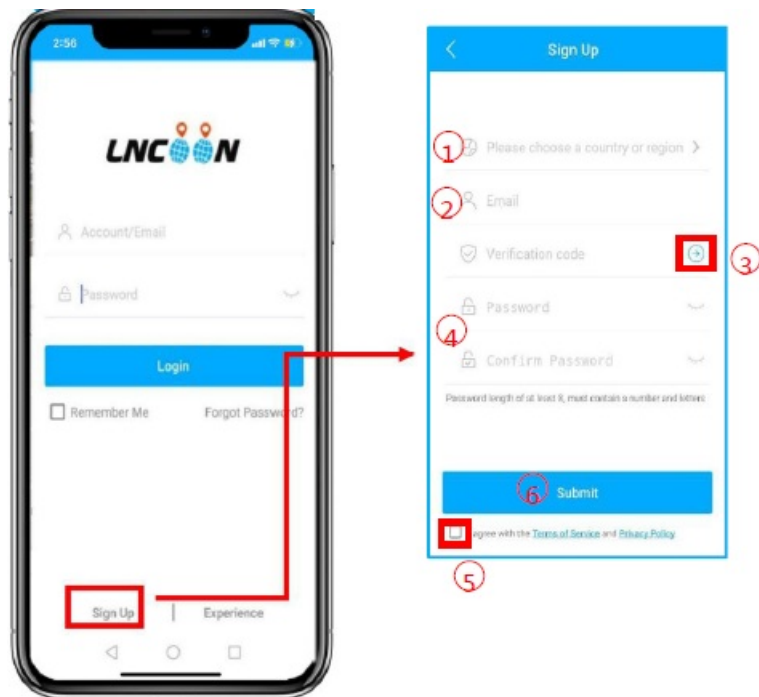 2:56
LNCOON
Account/Email
Password
Login
Remember Me Forgot Password?
Sign Up | Experience
Sign Up
1 Please choose a country or region
2 Email
Verification code 3
Password
4
Confirm Password
Password length of at least 8, must contain a number and letters
6 Submit
agree with the Terms of Service and Privacy Policy
5